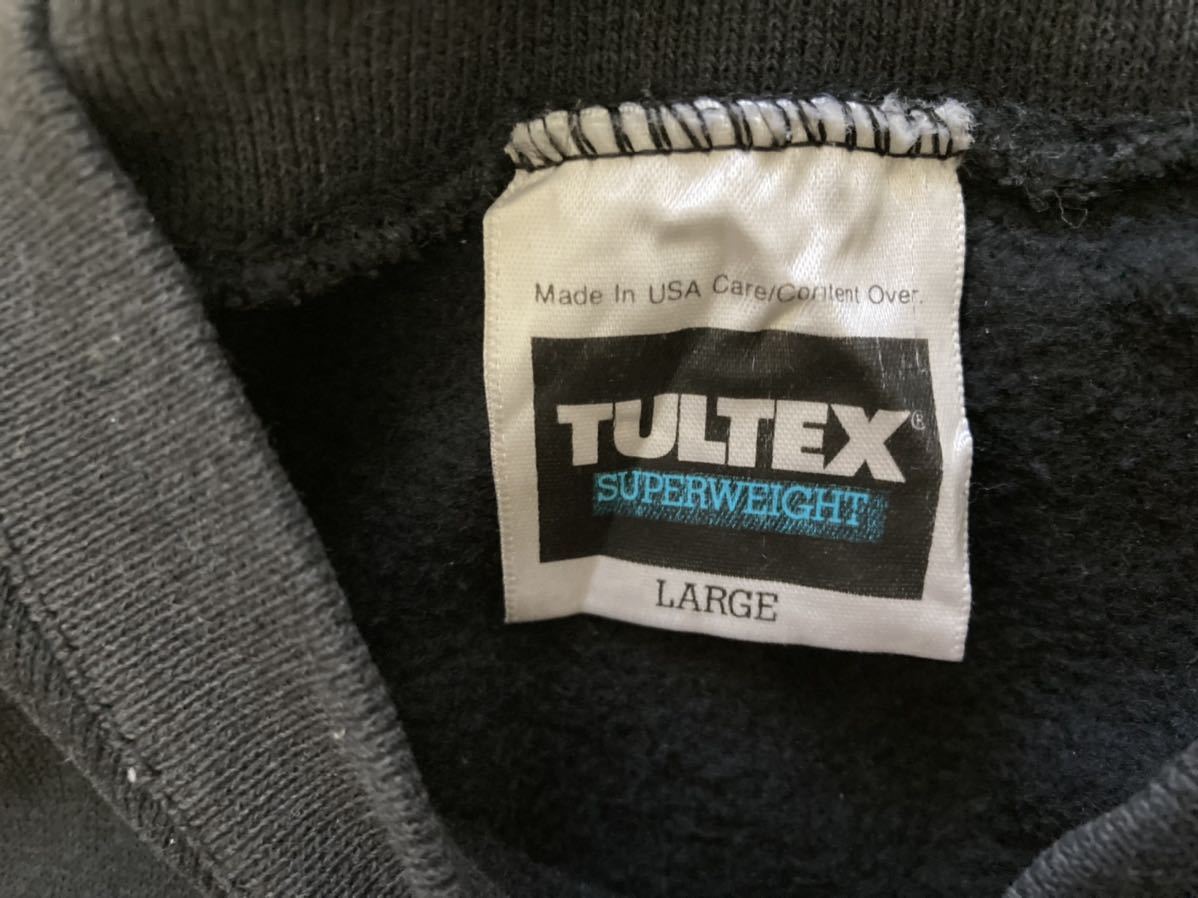 Made In USA Care/Content Over.
TULTEX®
SUPERWEIGHT
LARGE